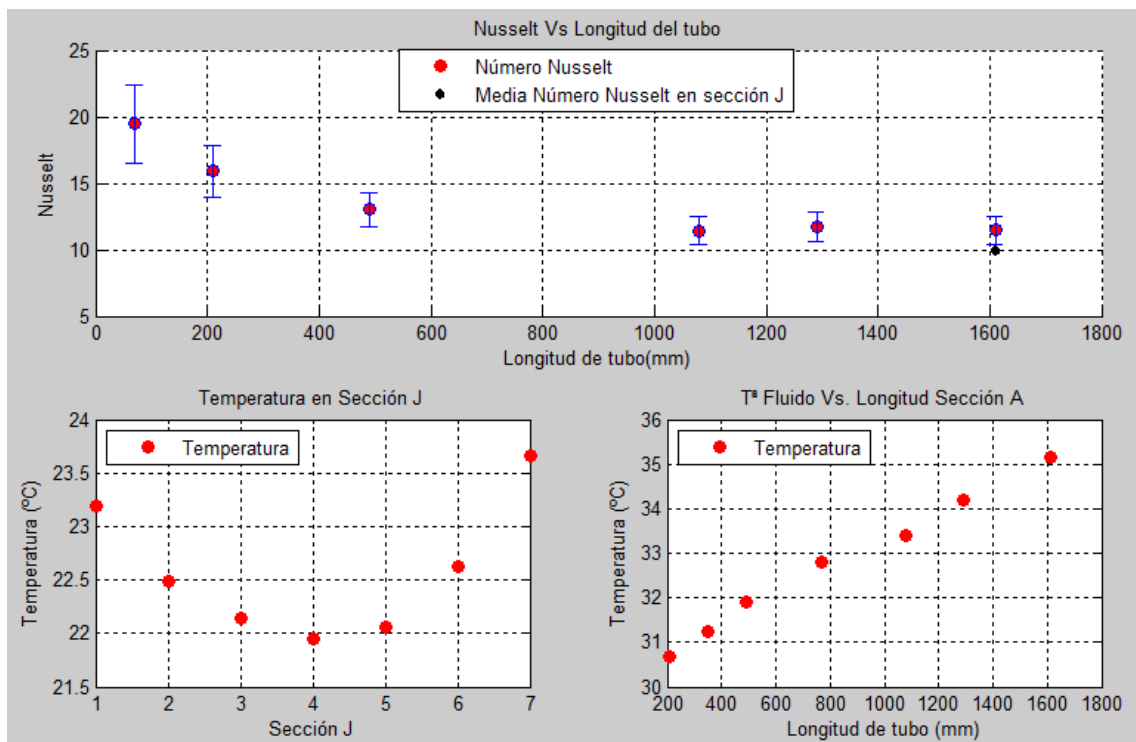 Nusselt Vs Longitud del tubo
25
20
15
10
5
Nusselt
Número Nusselt
Media Número Nusselt en sección J
0 200 400 600 800 1000 1200 1400 1600 1800
Longitud de tubo(mm)
Temperatura en Sección J
24
23.5
23
22.5
22
21.5
Temperatura (ºC)
Temperatura
1 2 3 4 5 6 7
Sección J
Tª Fluido Vs. Longitud Sección A
36
35
34
33
32
31
30
Temperatura (ºC)
Temperatura
200 400 600 800 1000 1200 1400 1600 1800
Longitud de tubo (mm)